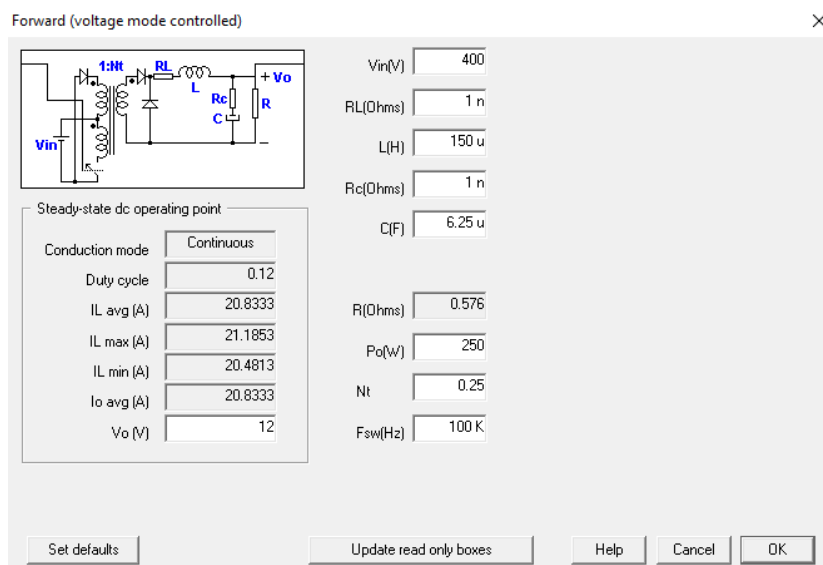 Forward (voltage mode controlled)
1:Nt
RL
L
+ Vo
Rc
C
R
Vin
−
Steady-state dc operating point
Conduction mode Continuous
Duty cycle 0.12
IL avg (A) 20.8333
IL max (A) 21.1853
IL min (A) 20.4813
Io avg (A) 20.8333
Vo (V) 12
Vin(V) 400
RL(Ohms) 1 n
L(H) 150 u
Rc(Ohms) 1 n
C(F) 6.25 u
R(Ohms) 0.576
Po(W) 250
Nt 0.25
Fsw(Hz) 100 K
Set defaults
Update read only boxes
Help
Cancel
OK